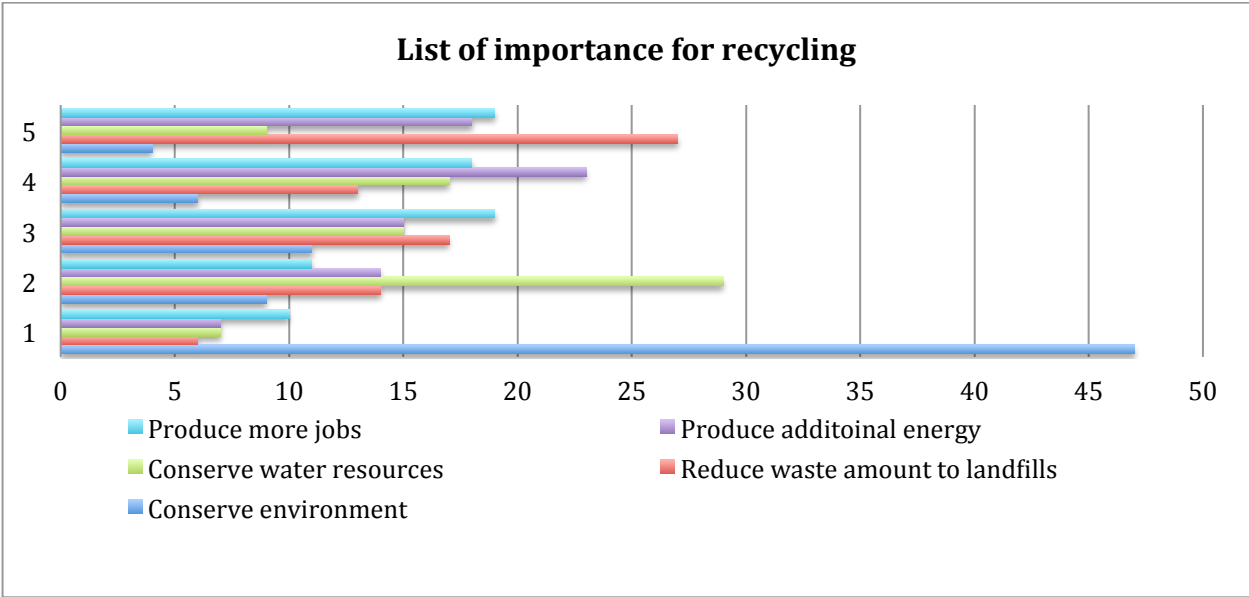 List of importance for recycling
5
4
3
2
1
0 5 10 15 20 25 30 35 40 45 50
Produce more jobs Produce additoinal energy
Conserve water resources Reduce waste amount to landfills
Conserve environment